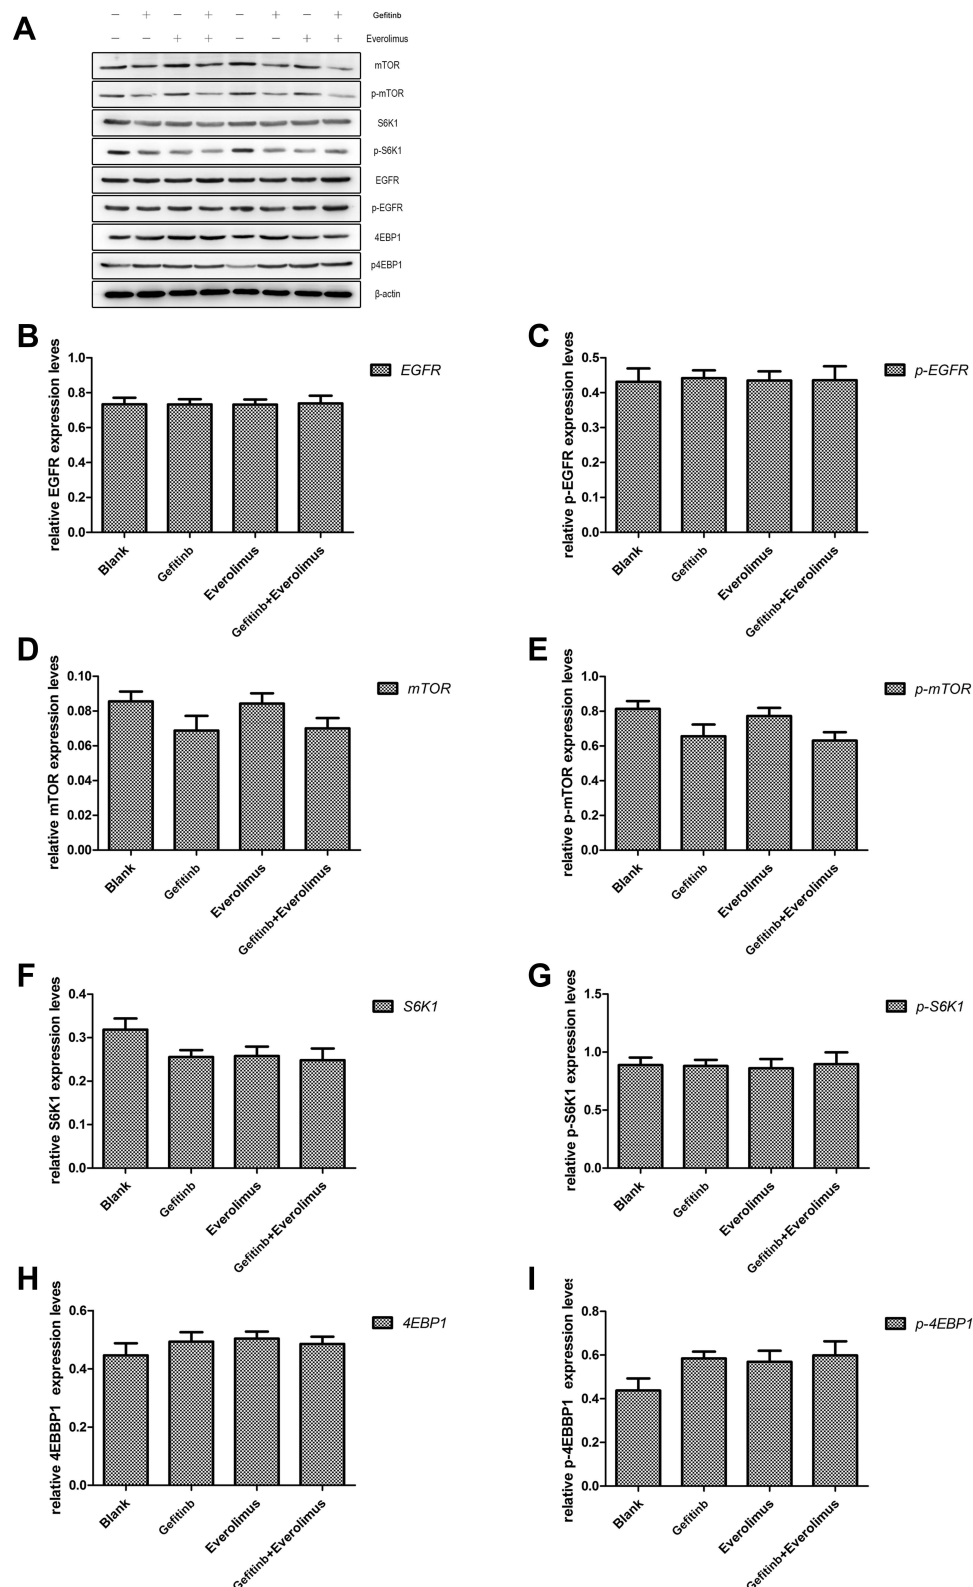 A
− + − + − + − + Gefitinb
− − + + − − + + Everolimus
mTOR
p-mTOR
S6K1
p-S6K1
EGFR
p-EGFR
4EBP1
p4EBP1
β-actin
B
relative EGFR expression leves
1.0
0.8
0.6
0.4
0.2
0.0
Blank
Gefitinb
Everolimus
Gefitinb+Everolimus
EGFR
C
relative p-EGFR expression leves
0.5
0.4
0.3
0.2
0.1
0.0
Blank
Gefitinb
Everolimus
Gefitinb+Everolimus
p-EGFR
D
relative mTOR expression leves
0.10
0.08
0.06
0.04
0.02
0.00
Blank
Gefitinb
Everolimus
Gefitinb+Everolimus
mTOR
E
relative p-mTOR expression leves
1.0
0.8
0.6
0.4
0.2
0.0
Blank
Gefitinb
Everolimus
Gefitinb+Everolimus
p-mTOR
F
relative S6K1 expression leves
0.4
0.3
0.2
0.1
0.0
Blank
Gefitinb
Everolimus
Gefitinb+Everolimus
S6K1
G
relative p-S6K1 expression leves
1.5
1.0
0.5
0.0
Blank
Gefitinb
Everolimus
Gefitinb+Everolimus
p-S6K1
H
relative 4EBBP1 expression leves
0.6
0.4
0.2
0.0
Blank
Gefitinb
Everolimus
Gefitinb+Everolimus
4EBP1
I
relative p-4EBBP1 expression leves
0.8
0.6
0.4
0.2
0.0
Blank
Gefitinb
Everolimus
Gefitinb+Everolimus
p-4EBP1